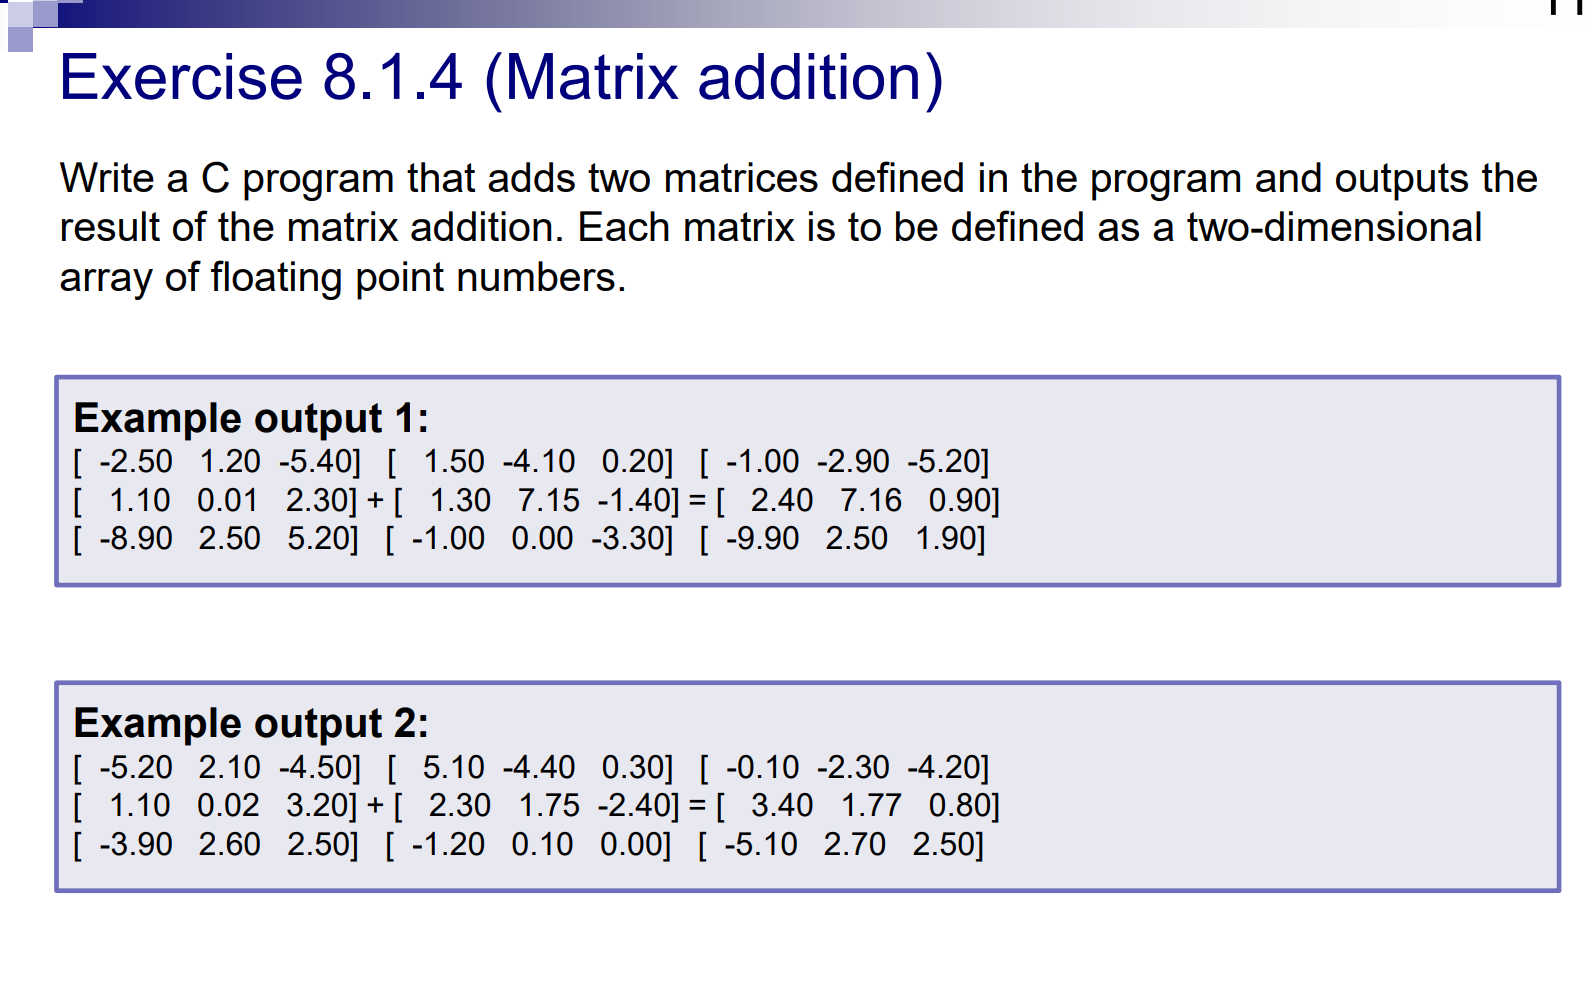 Exercise 8.1.4 (Matrix addition)
Write a C program that adds two matrices defined in the program and outputs the
result of the matrix addition. Each matrix is to be defined as a two-dimensional
array of floating point numbers.
Example output 1:
[ -2.50 1.20 -5.40] [ 1.50 -4.10 0.20] [ -1.00 -2.90 -5.20]
[ 1.10 0.01 2.30] + [ 1.30 7.15 -1.40] = [ 2.40 7.16 0.90]
[ -8.90 2.50 5.20] [ -1.00 0.00 -3.30] [ -9.90 2.50 1.90]
Example output 2:
[ -5.20 2.10 -4.50] [ 5.10 -4.40 0.30] [ -0.10 -2.30 -4.20]
[ 1.10 0.02 3.20] + [ 2.30 1.75 -2.40] = [ 3.40 1.77 0.80]
[ -3.90 2.60 2.50] [ -1.20 0.10 0.00] [ -5.10 2.70 2.50]